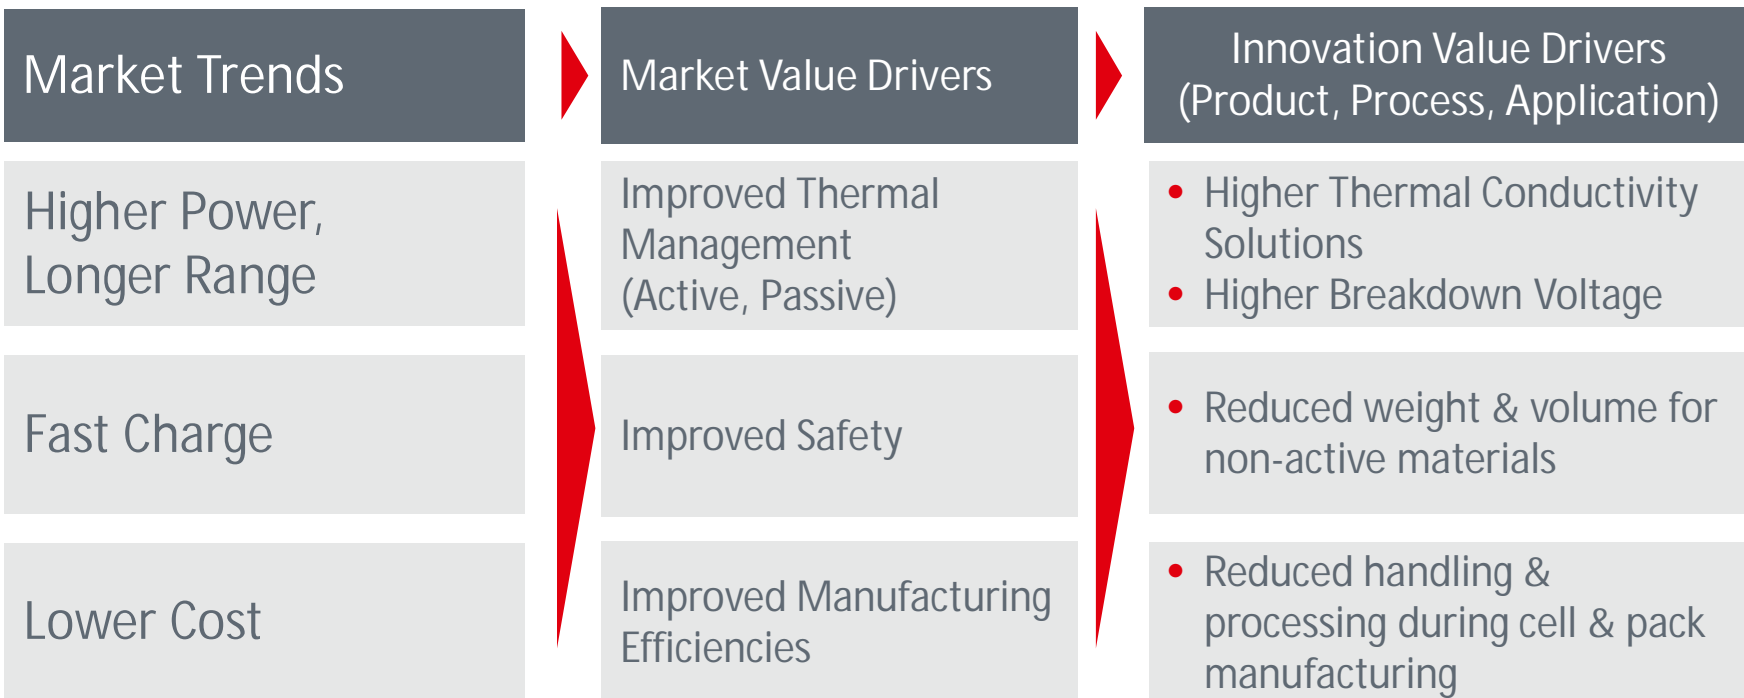 Market Trends
Market Value Drivers
Innovation Value Drivers
(Product, Process, Application)
Higher Power,
Longer Range
Improved Thermal
Management
(Active, Passive)
• Higher Thermal Conductivity
Solutions
• Higher Breakdown Voltage
Fast Charge
Improved Safety
• Reduced weight & volume for
non-active materials
Lower Cost
Improved Manufacturing
Efficiencies
• Reduced handling &
processing during cell & pack
manufacturing